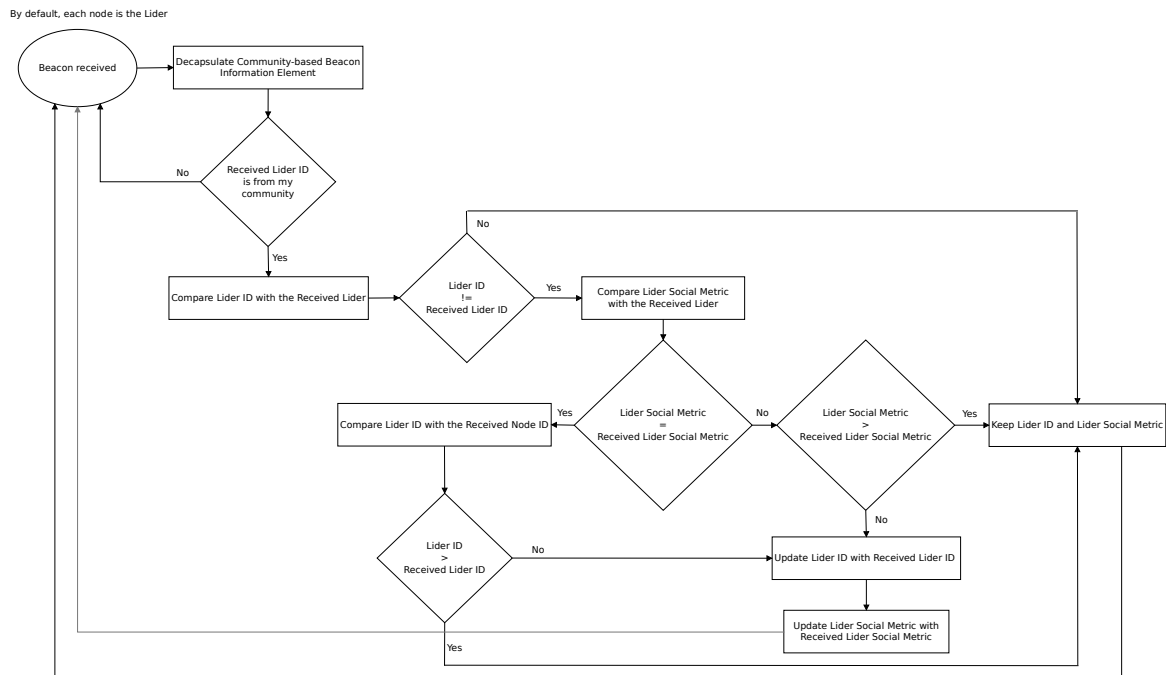 By default, each node is the Lider
Beacon received
Decapsulate Community-based Beacon
Information Element
Received Lider ID
is from my
community
No
Yes
Compare Lider ID with the Received Lider
Lider ID
!=
Received Lider ID
No
Yes
Compare Lider Social Metric
with the Received Lider
Lider Social Metric
=
Received Lider Social Metric
Yes
No
Lider Social Metric
>
Received Lider Social Metric
Yes
Keep Lider ID and Lider Social Metric
Compare Lider ID with the Received Node ID
No
Lider ID
>
Received Lider ID
No
Update Lider ID with Received Lider ID
Update Lider Social Metric with
Received Lider Social Metric
Yes